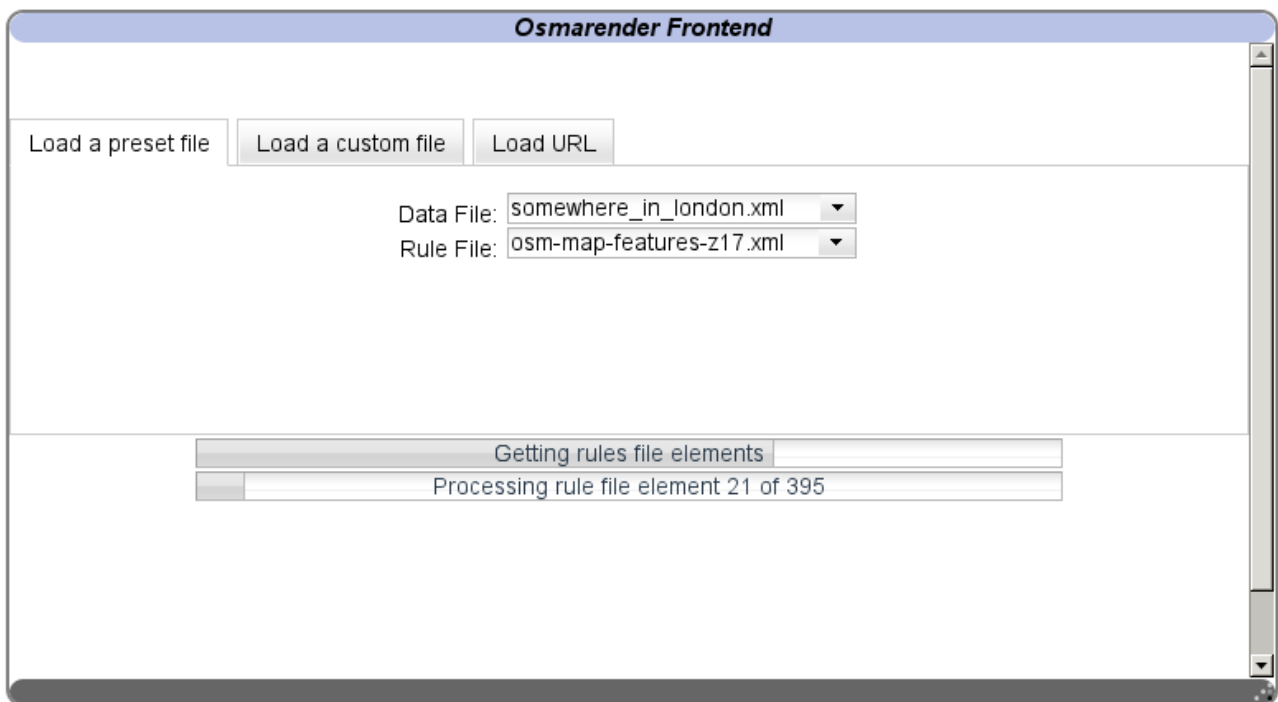 Osmarender Frontend
Load a preset file Load a custom file Load URL
Data File: somewhere_in_london.xml
Rule File: osm-map-features-z17.xml
Getting rules file elements
Processing rule file element 21 of 395